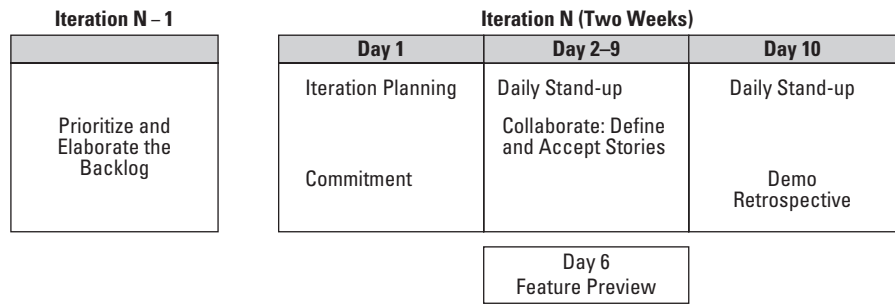 Iteration N – 1
Iteration N (Two Weeks)
Day 1
Day 2–9
Day 10
Prioritize and
Elaborate the
Backlog
Iteration Planning
Commitment
Daily Stand-up
Collaborate: Define
and Accept Stories
Daily Stand-up
Demo
Retrospective
Day 6
Feature Preview